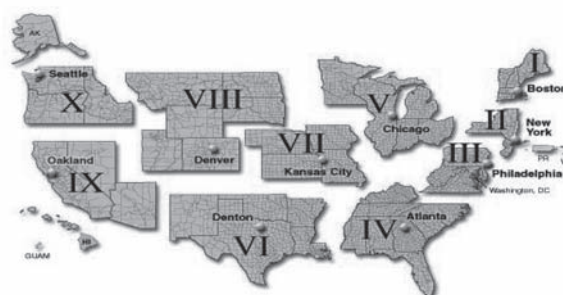 AK
Seattle
X
VIII
V
I
Boston
II
New
York
Chicago
VII
III
PR
Denver
Kansas City
Philadelphia
Washington, DC
Oakland
IX
Denton
VI
IV
Atlanta
HI
GUAM